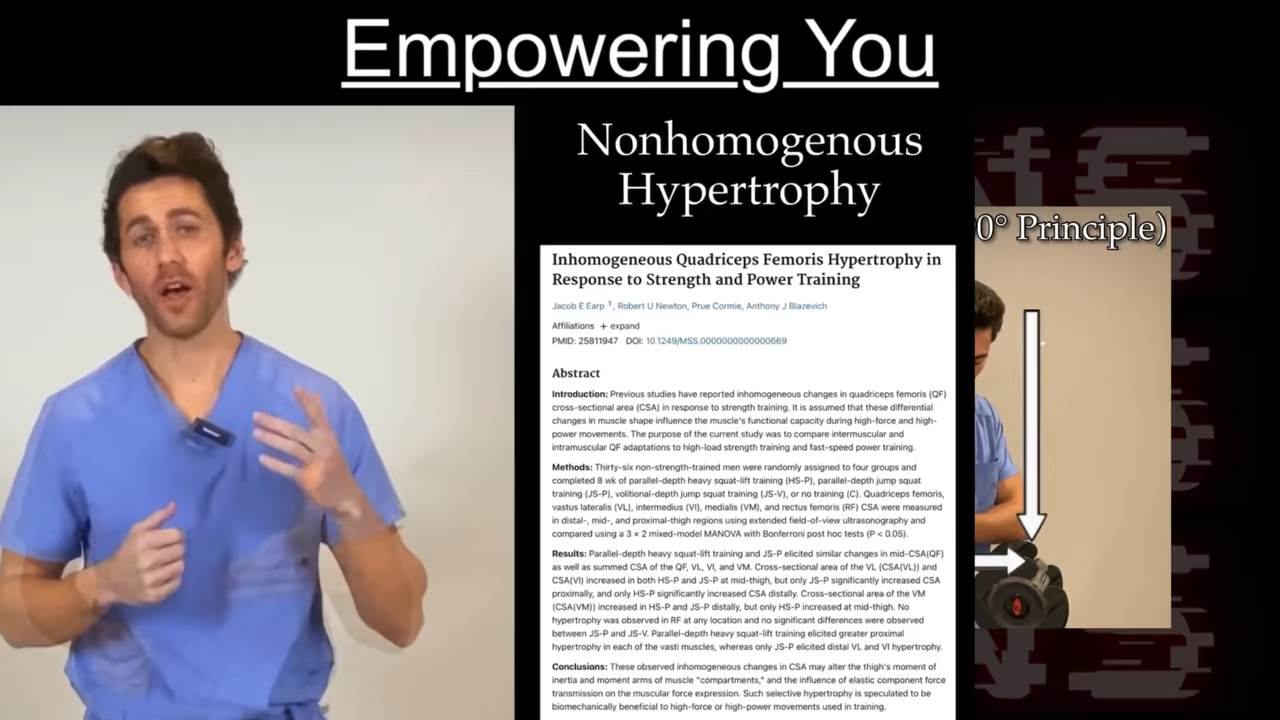 Empowering You
Nonhomogenous
Hypertrophy
Inhomogeneous Quadriceps Femoris Hypertrophy in
Response to Strength and Power Training
Jacob E Earp 1, Robert U Newton, Prue Cormie, Anthony J Blazevich
Affiliations + expand
PMID: 25811947 DOI: 10.1249/MSS.0000000000000669
Abstract
Introduction: Previous studies have reported inhomogeneous changes in quadriceps femoris (QF)
cross-sectional area (CSA) in response to strength training. It is assumed that these differential
changes in muscle shape influence the muscle's functional capacity during high-force and high-
power movements. The purpose of the current study was to compare intermuscular and
intramuscular QF adaptations to high-load strength training and fast-speed power training.
Methods: Thirty-six non-strength-trained men were randomly assigned to four groups and
completed 8 wk of parallel-depth heavy squat-lift training (HS-P), parallel-depth jump squat
training (JS-P), volitional-depth jump squat training (JS-V), or no training (C). Quadriceps femoris,
vastus lateralis (VL), intermedius (VI), medialis (VM), and rectus femoris (RF) CSA were measured
in distal-, mid-, and proximal-thigh regions using extended field-of-view ultrasonography and
compared using a 3 × 2 mixed-model MANOVA with Bonferroni post hoc tests (P < 0.05).
Results: Parallel-depth heavy squat-lift training and JS-P elicited similar changes in mid-CSA(QF)
as well as summed CSA of the QF, VL, VI, and VM. Cross-sectional area of the VL (CSA(VL)) and
CSA(VI) increased in both HS-P and JS-P at mid-thigh, but only JS-P significantly increased CSA
proximally, and only HS-P significantly increased CSA distally. Cross-sectional area of the VM
(CSA(VM)) increased in HS-P and JS-P distally, but only HS-P increased at mid-thigh. No
hypertrophy was observed in RF at any location and no significant differences were observed
between JS-P and JS-V. Parallel-depth heavy squat-lift training elicited greater proximal
hypertrophy in each of the vasti muscles, whereas only JS-P elicited distal VL and VI hypertrophy.
Conclusions: These observed inhomogeneous changes in CSA may alter the thigh's moment of
inertia and moment arms of muscle "compartments," and the influence of elastic component force
transmission on the muscular force expression. Such selective hypertrophy is speculated to be
biomechanically beneficial to high-force or high-power movements used in training.
0° Principle)